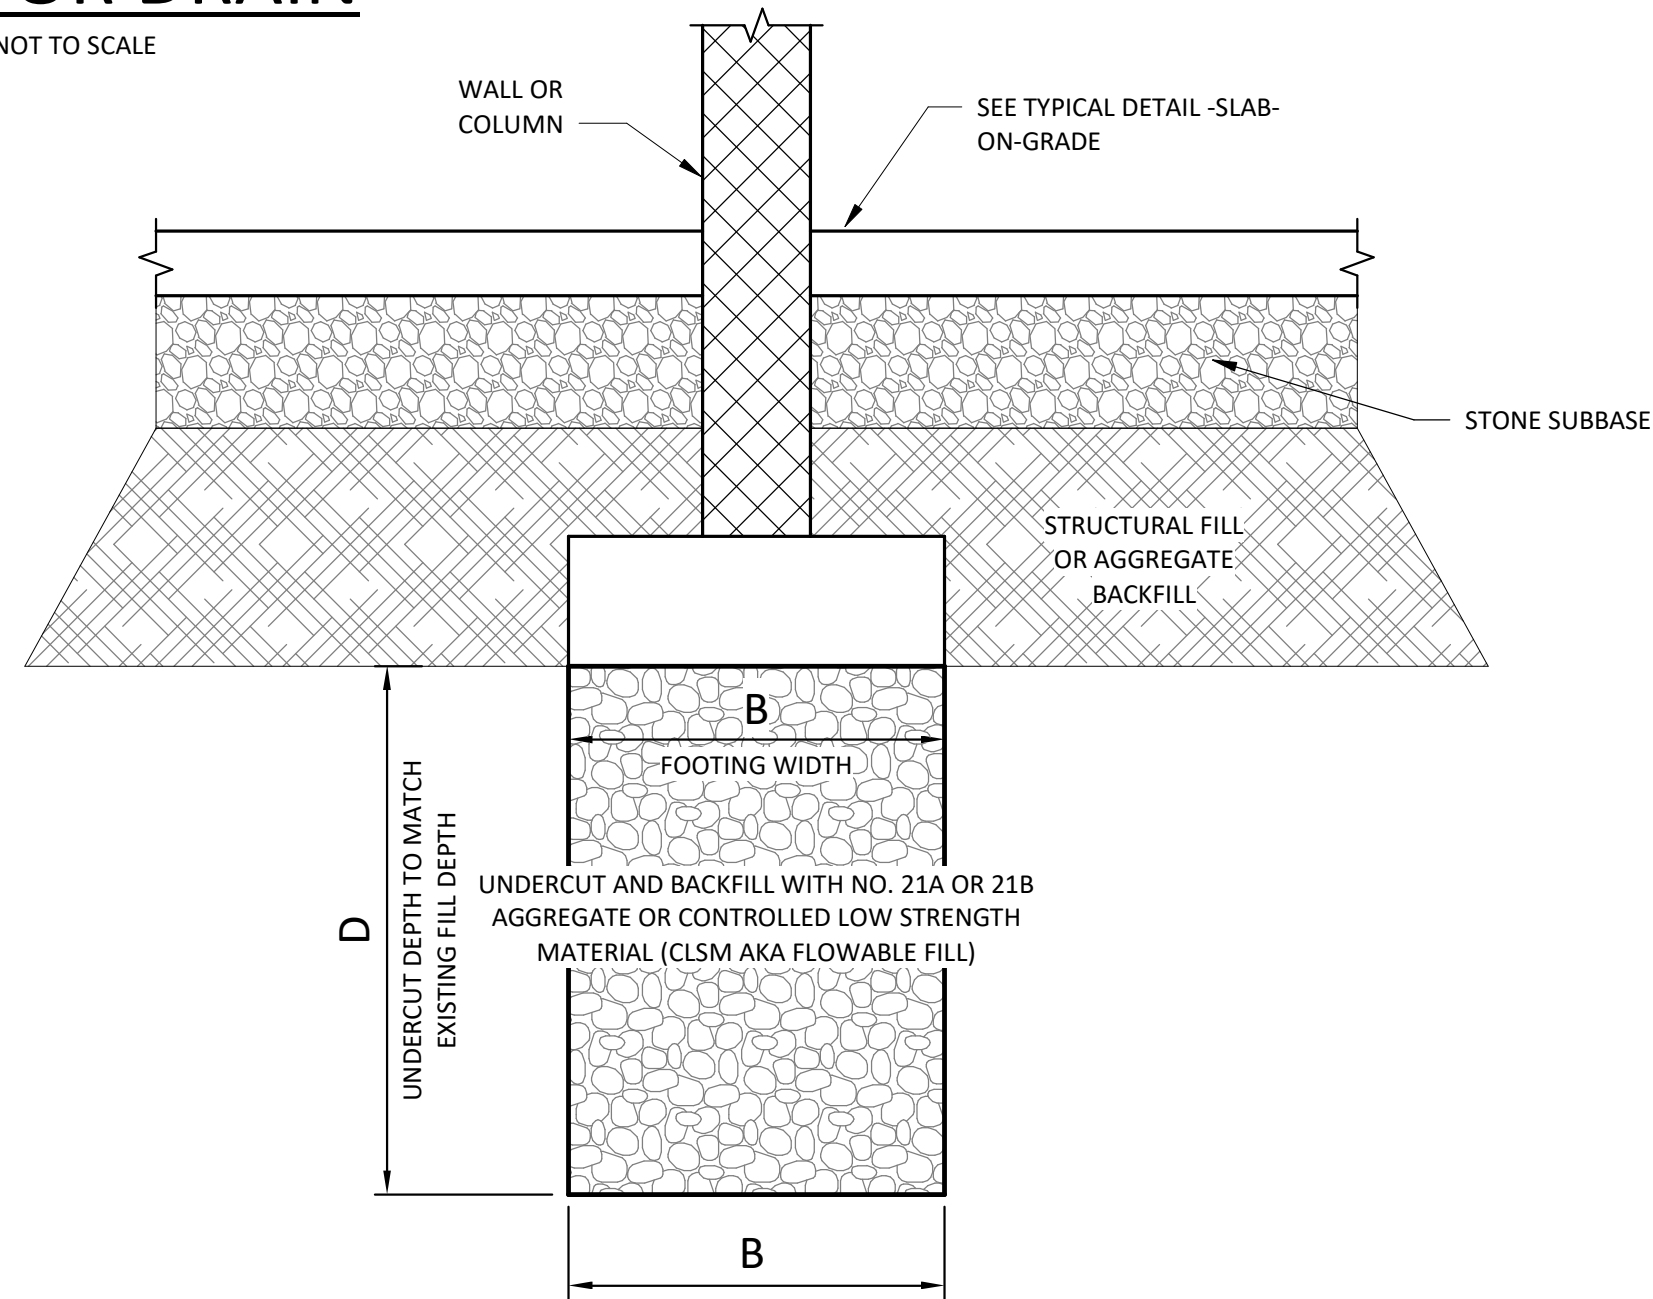 DRAIN
NOT TO SCALE
WALL OR
COLUMN
SEE TYPICAL DETAIL -SLAB-
ON-GRADE
STONE SUBBASE
STRUCTURAL FILL
OR AGGREGATE
BACKFILL
B
FOOTING WIDTH
UNDERCUT AND BACKFILL WITH NO. 21A OR 21B
AGGREGATE OR CONTROLLED LOW STRENGTH
MATERIAL (CLSM AKA FLOWABLE FILL)
D
UNDERCUT DEPTH TO MATCH
EXISTING FILL DEPTH
B